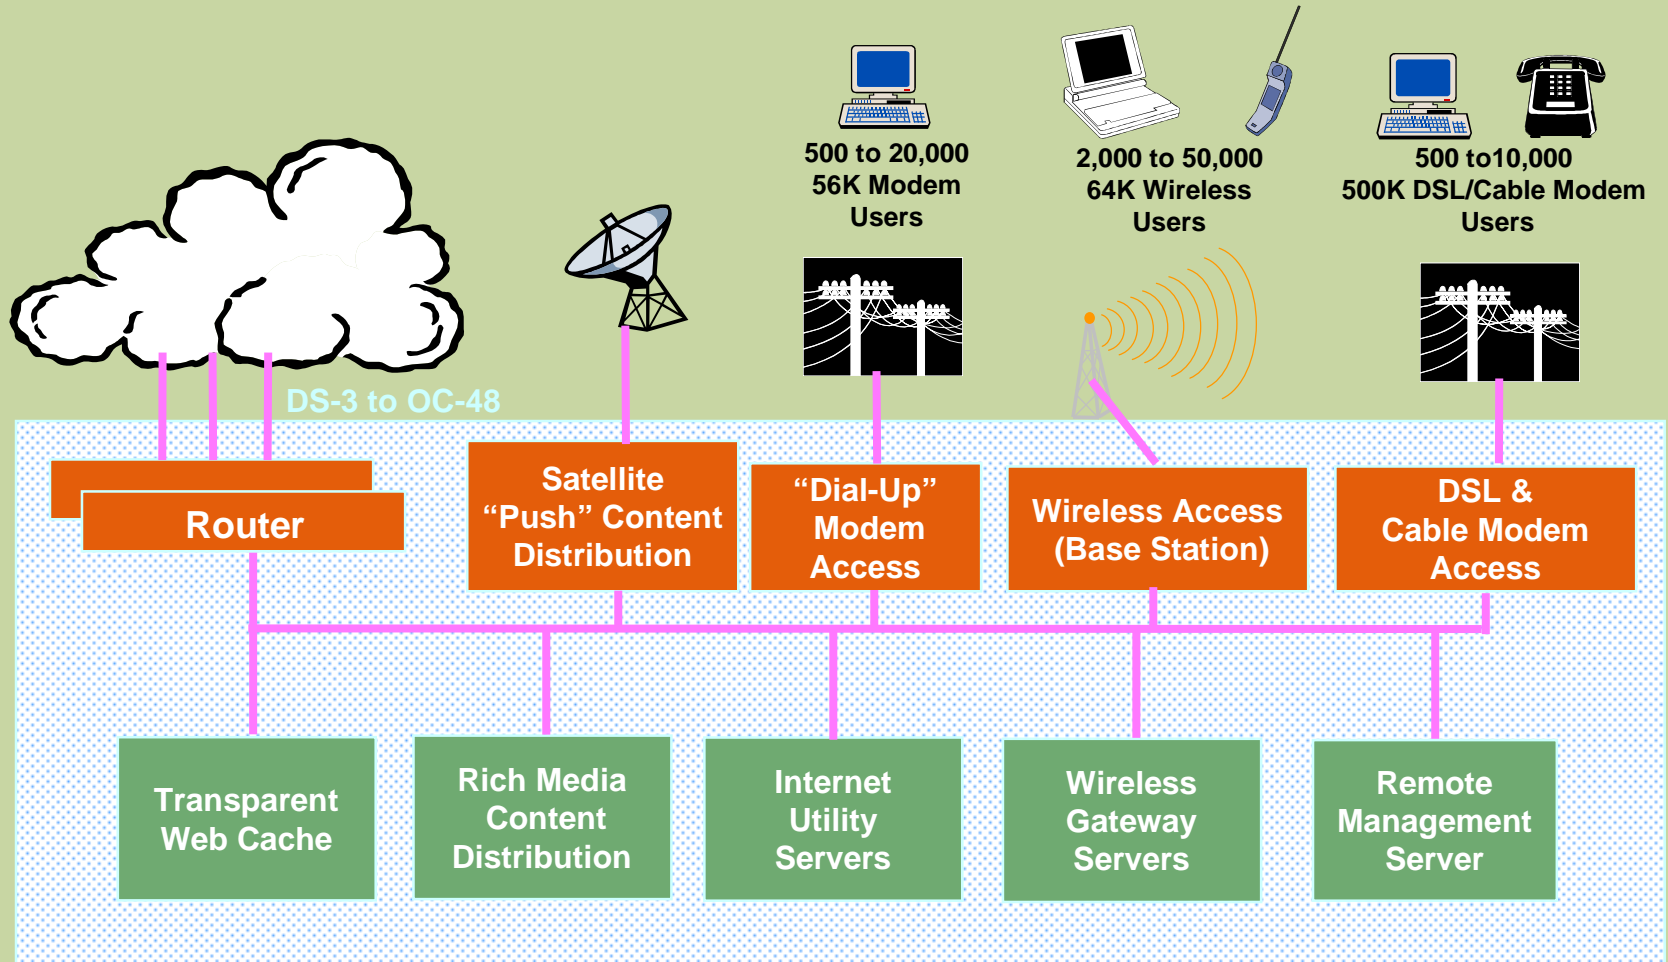 500 to 20,000
56K Modem
Users
2,000 to 50,000
64K Wireless
Users
500 to10,000
500K DSL/Cable Modem
Users
DS-3 to OC-48
Router
Satellite
“Push” Content
Distribution
“Dial-Up”
Modem
Access
Wireless Access
(Base Station)
DSL &
Cable Modem
Access
Transparent
Web Cache
Rich Media
Content
Distribution
Internet
Utility
Servers
Wireless
Gateway
Servers
Remote
Management
Server